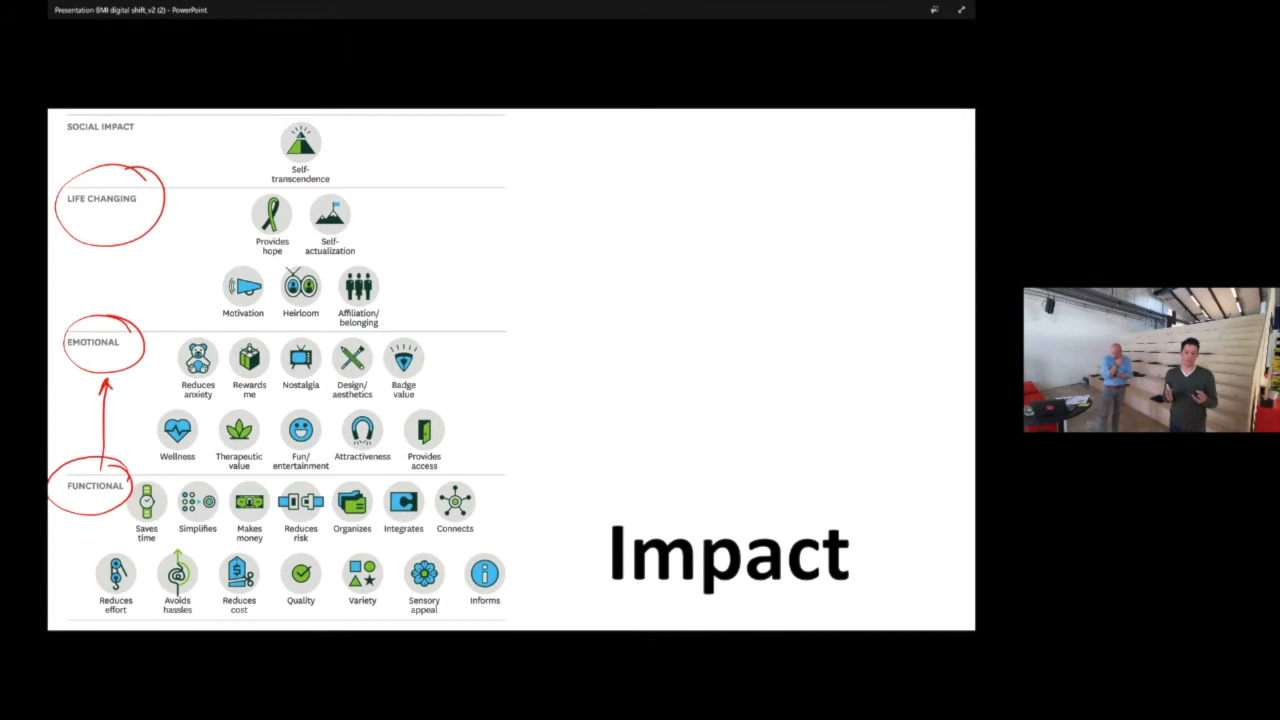 Presentation BMI digital shift_v2 (2) - PowerPoint
SOCIAL IMPACT
Self-
transcendence
LIFE CHANGING
Provides
hope
Self-
actualization
Motivation
Heirloom
Affiliation/
belonging
EMOTIONAL
Reduces
anxiety
Rewards
me
Nostalgia
Design/
aesthetics
Badge
value
Wellness
Therapeutic
value
Fun/
entertainment
Attractiveness
Provides
access
FUNCTIONAL
Saves
time
Simplifies
Makes
money
Reduces
risk
Organizes
Integrates
Connects
Reduces
effort
Avoids
hassles
Reduces
cost
Quality
Variety
Sensory
appeal
Informs
Impact